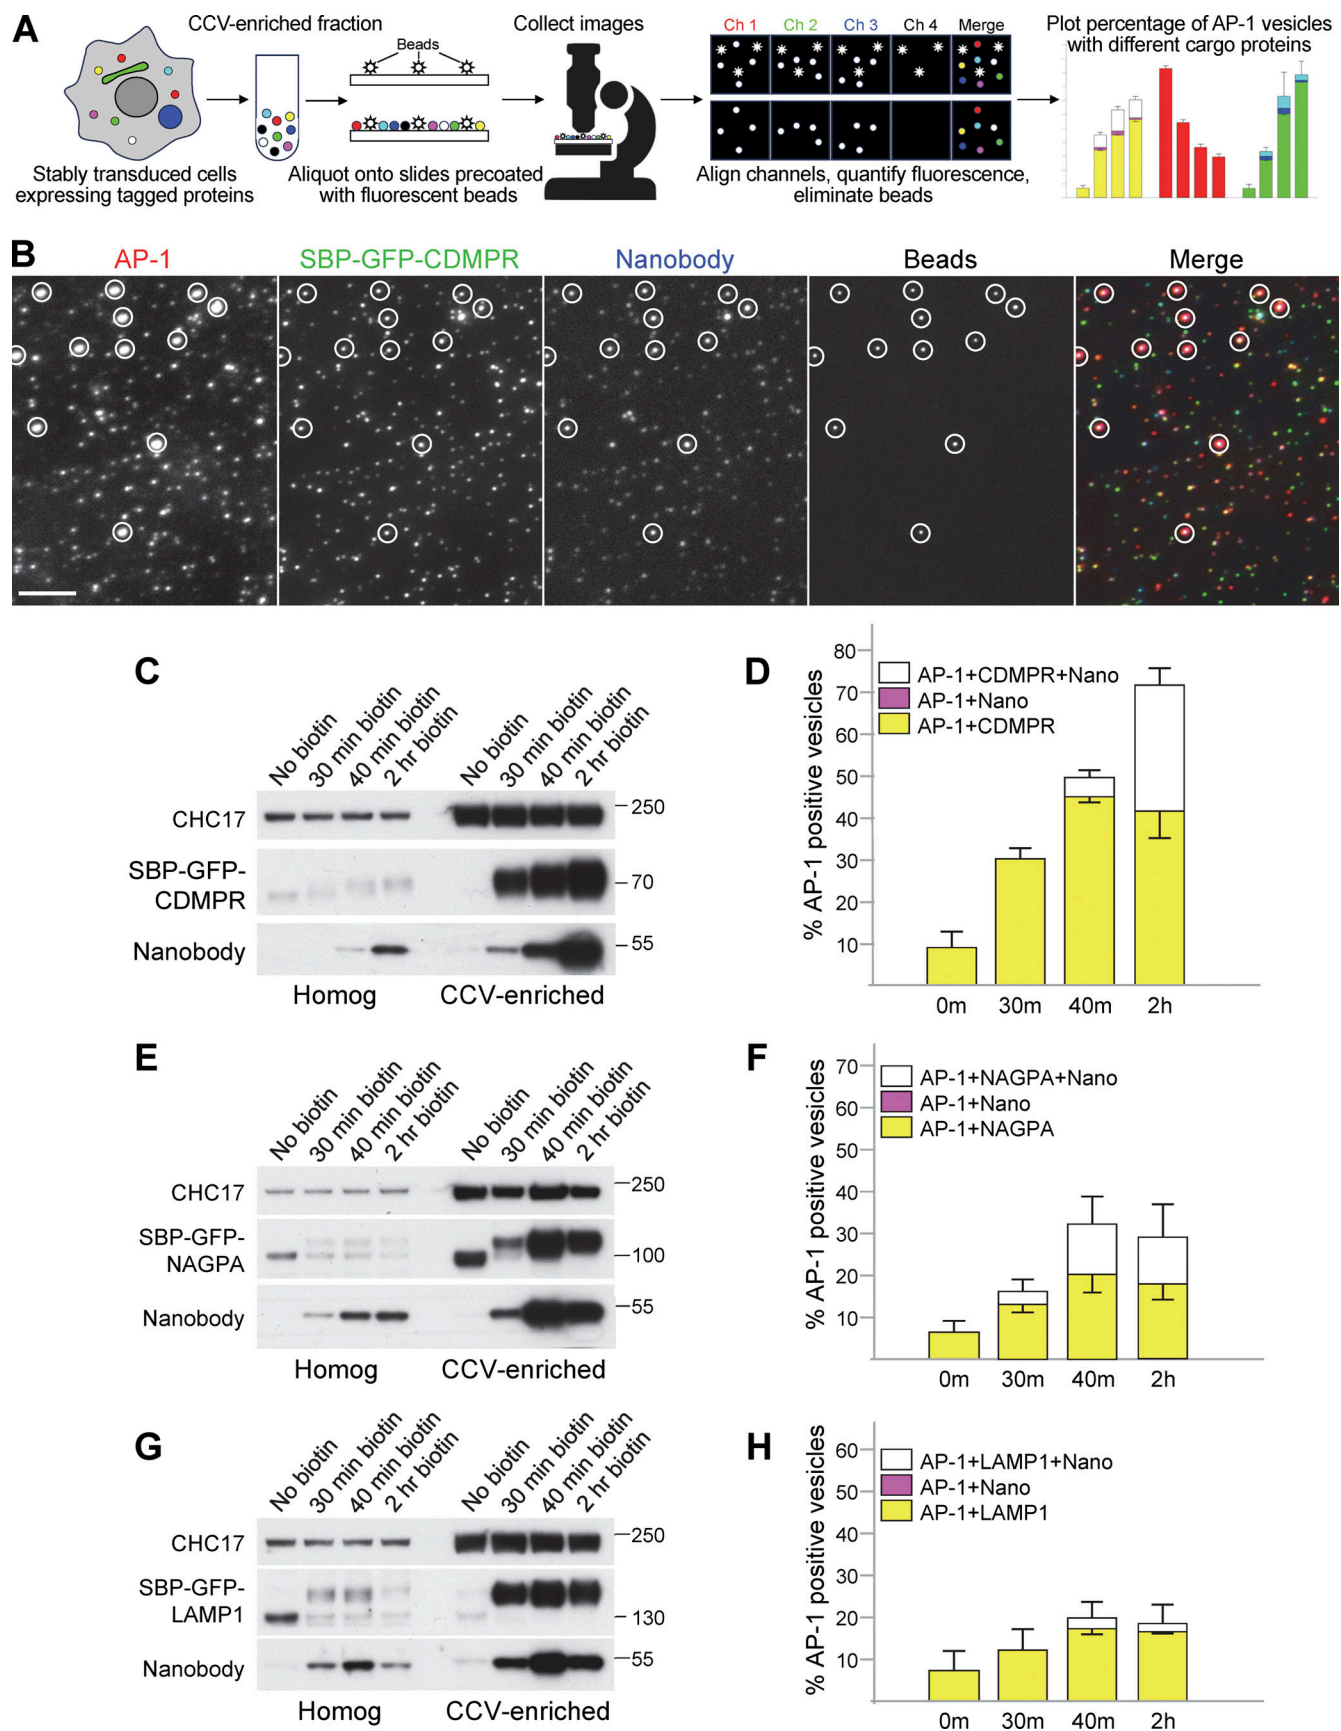 A
CCV-enriched fraction
Beads
Collect images
Ch 1 Ch 2 Ch 3 Ch 4 Merge
Plot percentage of AP-1 vesicles
with different cargo proteins
Stably transduced cells
expressing tagged proteins
Aliquot onto slides precoated
with fluorescent beads
Align channels, quantify fluorescence,
eliminate beads
B
AP-1 SBP-GFP-CDMPR Nanobody Beads Merge
C
No biotin 30 min biotin 40 min biotin 2 hr biotin No biotin 30 min biotin 40 min biotin 2 hr biotin
CHC17
250
SBP-GFP-
CDMPR
70
Nanobody
55
Homog CCV-enriched
D
% AP-1 positive vesicles
80
70
60
50
40
30
20
10
AP-1+CDMPR+Nano
AP-1+Nano
AP-1+CDMPR
0m 30m 40m 2h
E
No biotin 30 min biotin 40 min biotin 2 hr biotin No biotin 30 min biotin 40 min biotin 2 hr biotin
CHC17
250
SBP-GFP-
NAGPA
100
Nanobody
55
Homog CCV-enriched
F
% AP-1 positive vesicles
70
60
50
40
30
20
10
AP-1+NAGPA+Nano
AP-1+Nano
AP-1+NAGPA
0m 30m 40m 2h
G
No biotin 30 min biotin 40 min biotin 2 hr biotin No biotin 30 min biotin 40 min biotin 2 hr biotin
CHC17
250
SBP-GFP-
LAMP1
130
Nanobody
55
Homog CCV-enriched
H
% AP-1 positive vesicles
60
50
40
30
20
10
AP-1+LAMP1+Nano
AP-1+Nano
AP-1+LAMP1
0m 30m 40m 2h